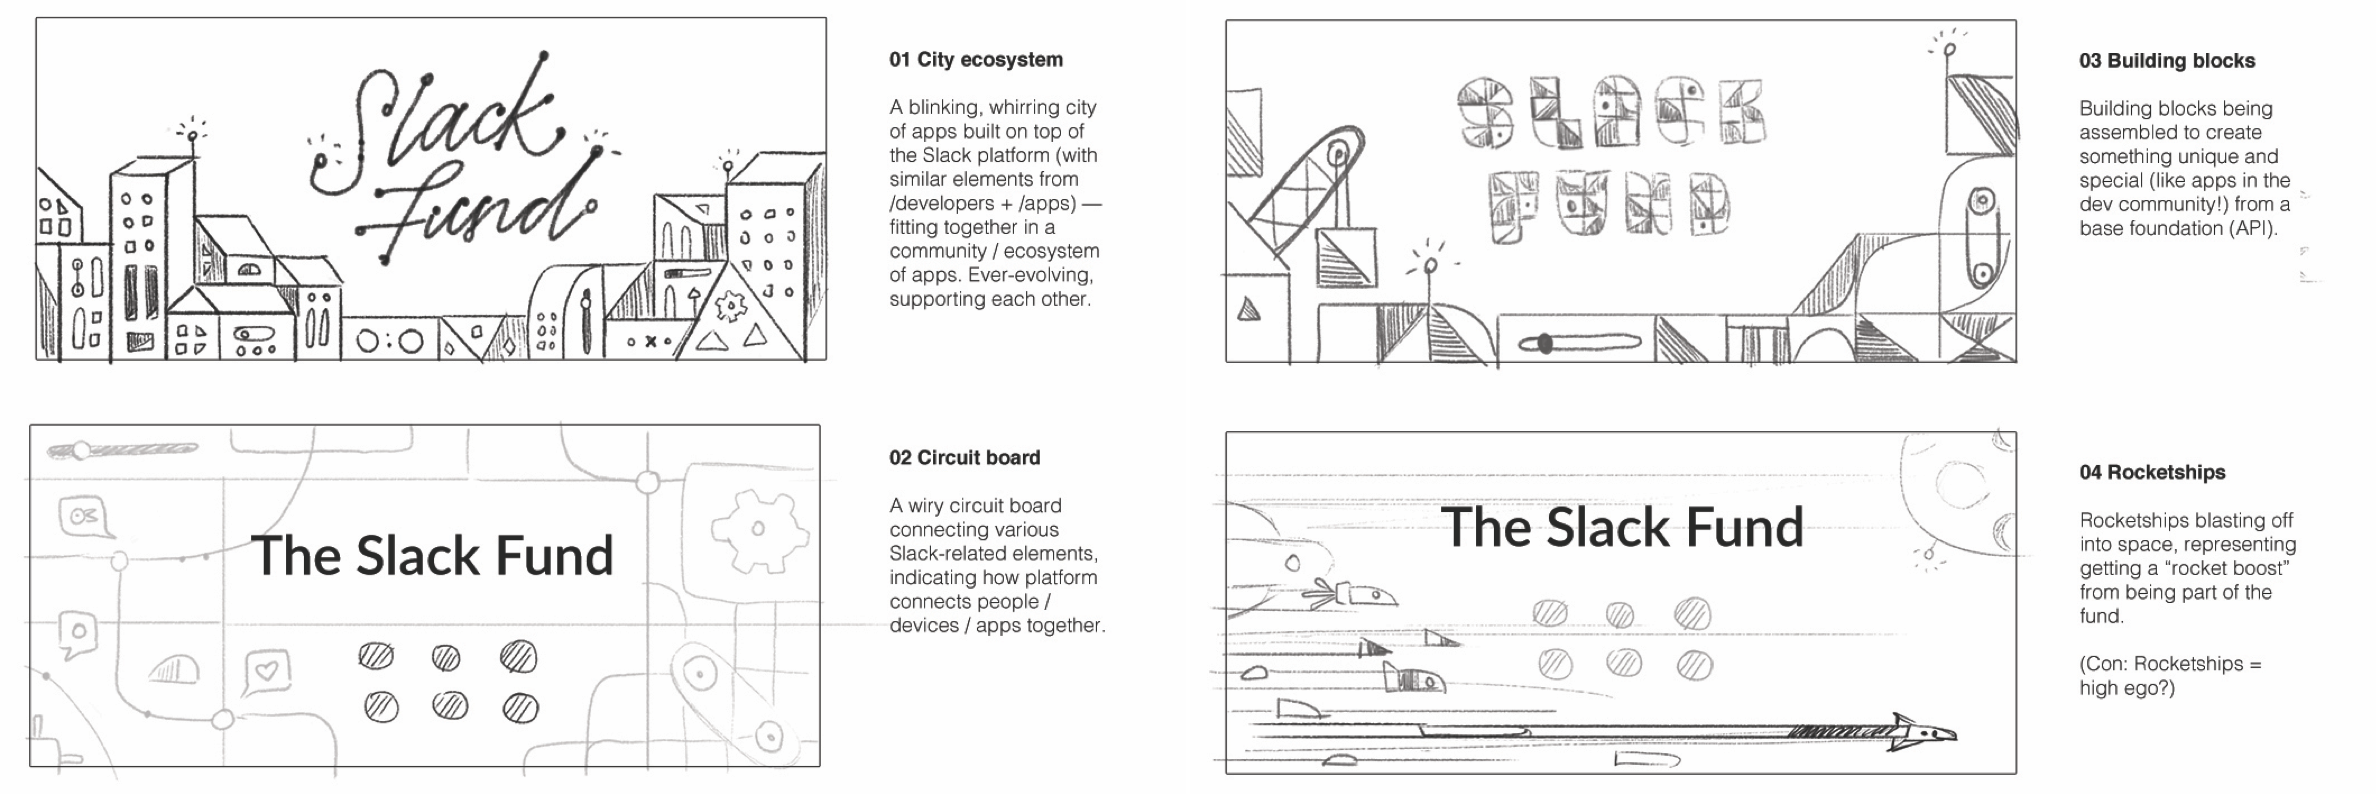 Slack
Fund
01 City ecosystem
A blinking, whirring city
of apps built on top of
the Slack platform (with
similar elements from
/developers + /apps) —
fitting together in a
community / ecosystem
of apps. Ever-evolving,
supporting each other.
The Slack Fund
02 Circuit board
A wiry circuit board
connecting various
Slack-related elements,
indicating how platform
connects people /
devices / apps together.
SLACK
FUND
03 Building blocks
Building blocks being
assembled to create
something unique and
special (like apps in the
dev community!) from a
base foundation (API).
The Slack Fund
04 Rocketships
Rocketships blasting off
into space, representing
getting a “rocket boost”
from being part of the
fund.
(Con: Rocketships =
high ego?)